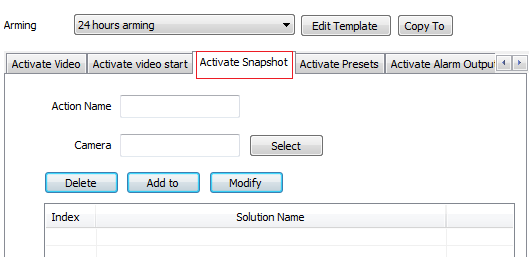 Arming 24 hours arming Edit Template Copy To
Activate Video Activate video start Activate Snapshot Activate Presets Activate Alarm Output
Action Name
Camera Select
Delete Add to Modify
Index Solution Name